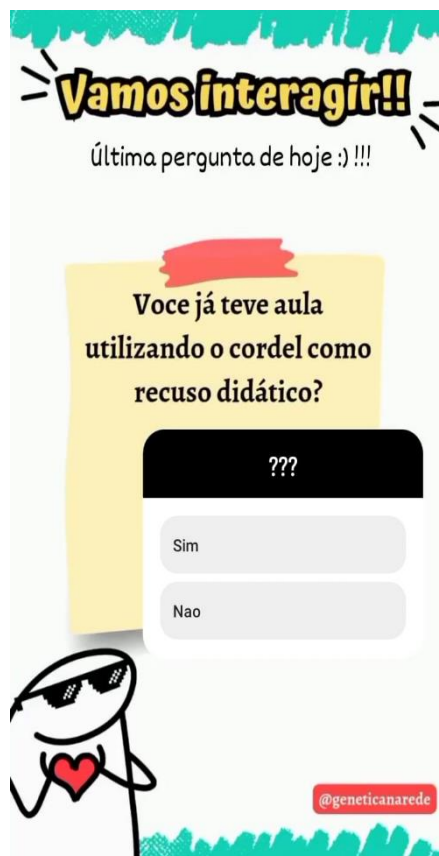 Vamos interagir!!
Última pergunta de hoje :) !!!
Voce já teve aula
utilizando o cordel como
recuso didático?
???
Sim
Nao
@geneticanarede